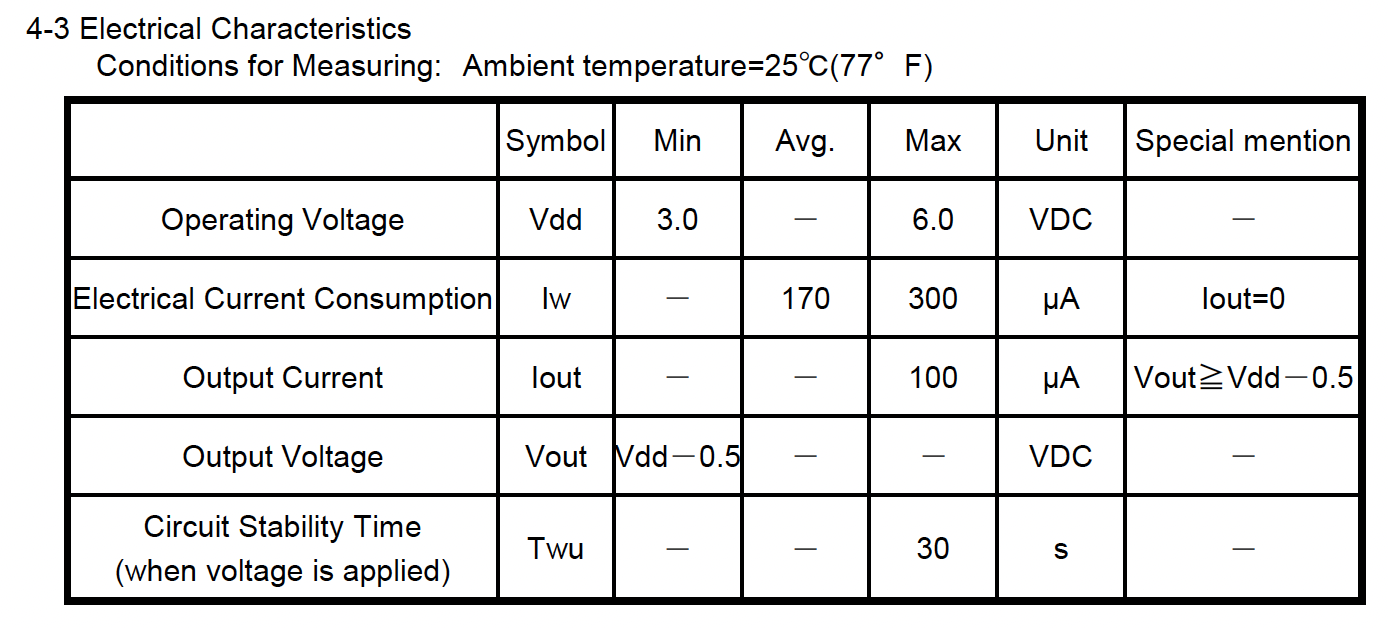 4-3 Electrical Characteristics
Conditions for Measuring: Ambient temperature=25℃(77° F)
Symbol Min Avg. Max Unit Special mention
Operating Voltage Vdd 3.0 － 6.0 VDC －
Electrical Current Consumption Iw － 170 300 μA Iout=0
Output Current Iout － － 100 μA Vout≧Vdd－0.5
Output Voltage Vout Vdd－0.5 － － VDC －
Circuit Stability Time
(when voltage is applied) Twu － － 30 s －